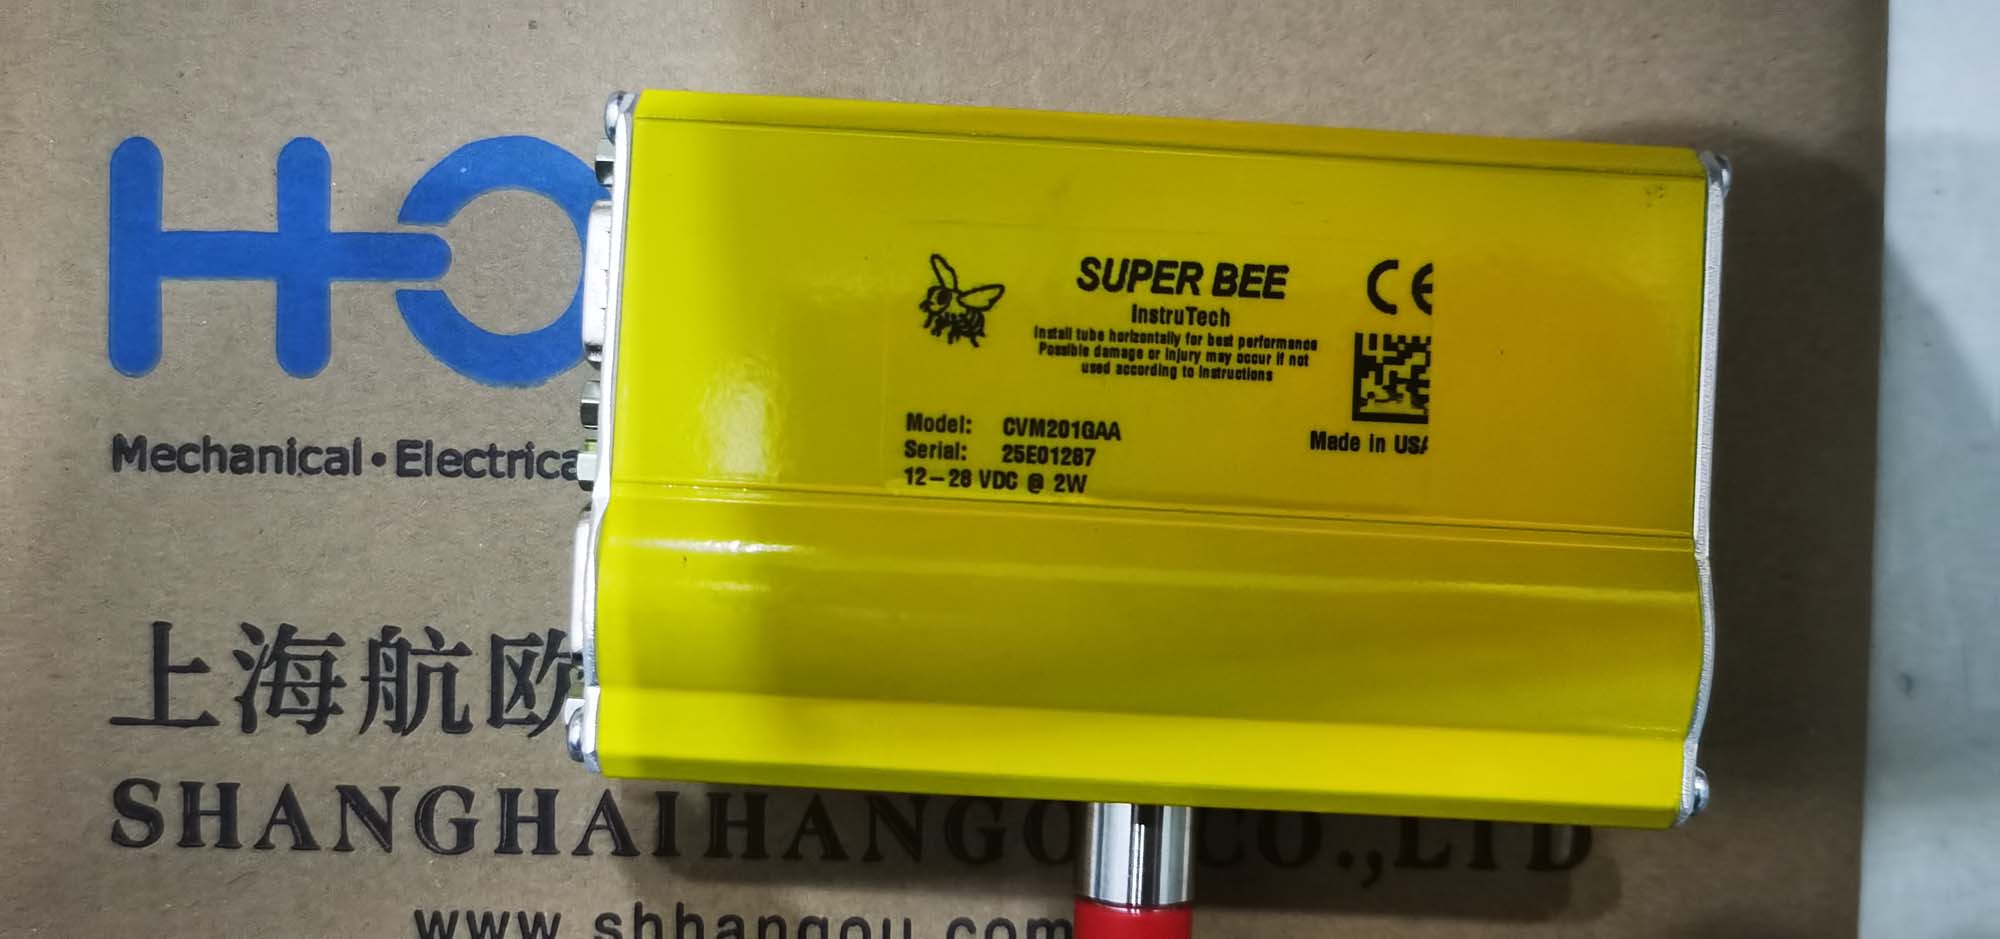 HO
Mechanical • Electrica
上海航欧
SHANGHAIHANGO CO.,LTD
www.shhangou.com
SUPER BEE
InstruTech
Install tube horizontally for best performance
Possible damage or injury may occur if not
used according to instructions
CE
Model: CVM201GAA
Serial: 25E01287
12-28 VDC @ 2W
Made in USA